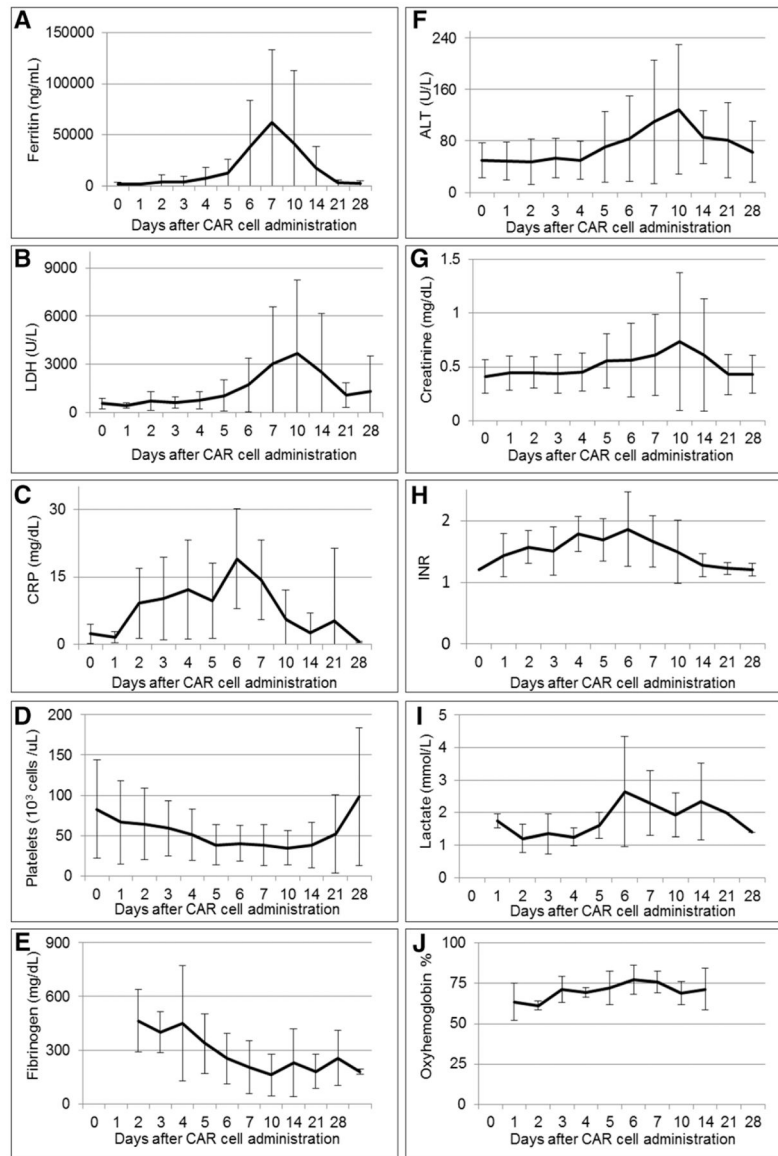 A
Ferritin (ng/mL)
150000
100000
50000
0
0 1 2 3 4 5 6 7 10 14 21 28
Days after CAR cell administration
B
LDH (U/L)
9000
6000
3000
0
0 1 2 3 4 5 6 7 10 14 21 28
Days after CAR cell administration
C
CRP (mg/dL)
30
15
0
0 1 2 3 4 5 6 7 10 14 21 28
Days after CAR cell administration
D
Platelets (10³ cells /uL)
200
150
100
50
0
0 1 2 3 4 5 6 7 10 14 21 28
Days after CAR cell administration
E
Fibrinogen (mg/dL)
900
600
300
0
0 1 2 3 4 5 6 7 10 14 21 28
Days after CAR cell administration
F
ALT (U/L)
240
160
80
0
0 1 2 3 4 5 6 7 10 14 21 28
Days after CAR cell administration
G
Creatinine (mg/dL)
1.5
1
0.5
0
0 1 2 3 4 5 6 7 10 14 21 28
Days after CAR cell administration
H
INR
2
1
0
0 1 2 3 4 5 6 7 10 14 21 28
Days after CAR cell administration
I
Lactate (mmol/L)
5
4
3
2
1
0
0 1 2 3 4 5 6 7 10 14 21 28
Days after CAR cell administration
J
Oxyhemoglobin %
100
75
50
25
0
0 1 2 3 4 5 6 7 10 14 21 28
Days after CAR cell administration